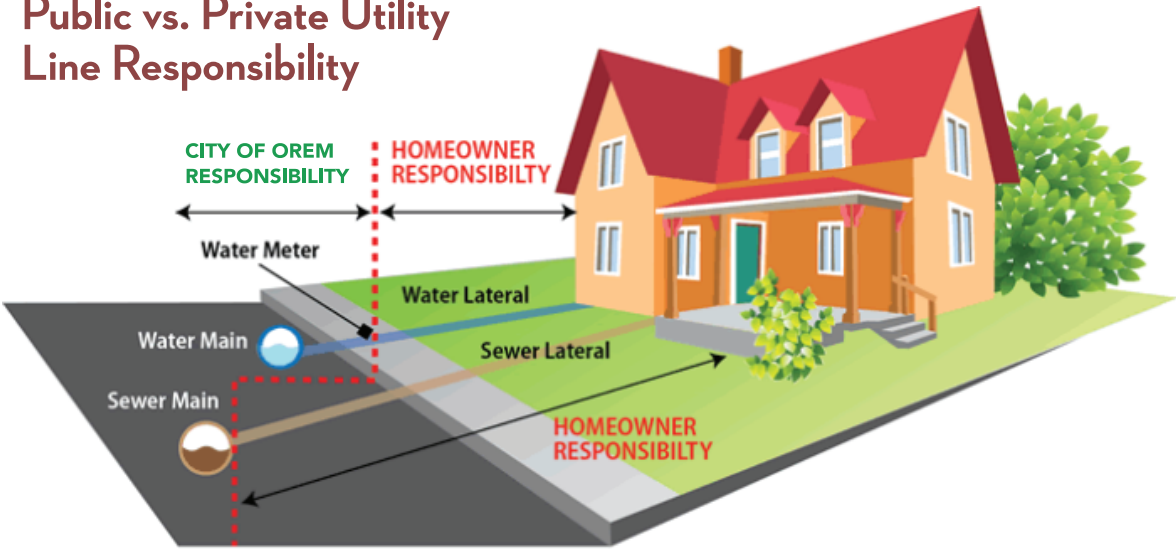 Public vs. Private Utility
Line Responsibility
CITY OF OREM
RESPONSIBILITY
HOMEOWNER
RESPONSIBILTY
Water Meter
Water Lateral
Water Main
Sewer Lateral
Sewer Main
HOMEOWNER
RESPONSIBILTY